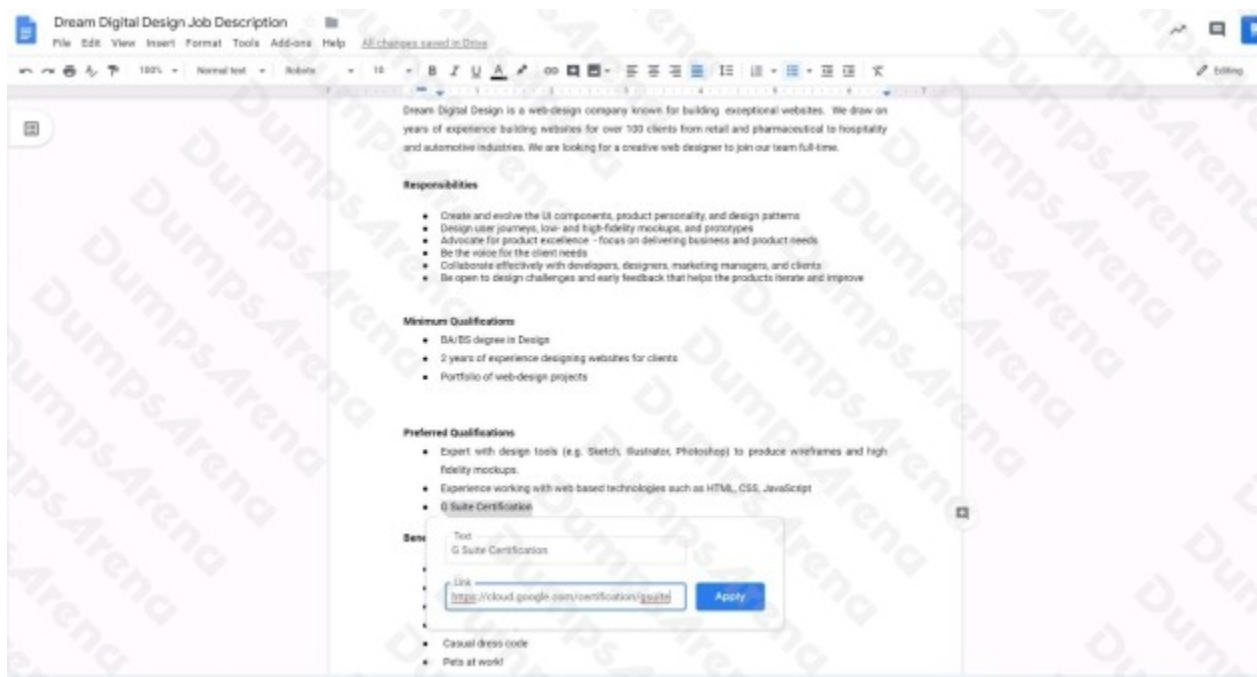 Dream Digital Design Job Description
File Edit View Insert Format Tools Add-ons Help All changes saved in Drive
100% Normal text Roboto 10 B I U A Editing
1 1 2 3 4 5 6 7
Dream Digital Design is a web-design company known for building exceptional websites. We draw on
years of experience building websites for over 100 clients from retail and pharmaceutical to hospitality
and automotive industries. We are looking for a creative web designer to join our team full-time.
Responsibilities
● Create and evolve the UI components, product personality, and design patterns
● Design user journeys, low- and high-fidelity mockups, and prototypes
● Advocate for product excellence - focus on delivering business and product needs
● Be the voice for the client needs
● Collaborate effectively with developers, designers, marketing managers, and clients
● Be open to design challenges and early feedback that helps the products iterate and improve
Minimum Qualifications
● BA/BS degree in Design
● 2 years of experience designing websites for clients
● Portfolio of web-design projects
Preferred Qualifications
● Expert with design tools (e.g. Sketch, Illustrator, Photoshop) to produce wireframes and high
fidelity mockups.
● Experience working with web based technologies such as HTML, CSS, JavaScript
● G Suite Certification
Bene
Text
G Suite Certification
Link
https://cloud.google.com/certification/gsuite
Apply
● Casual dress code
● Pets at work!
DumpsArena